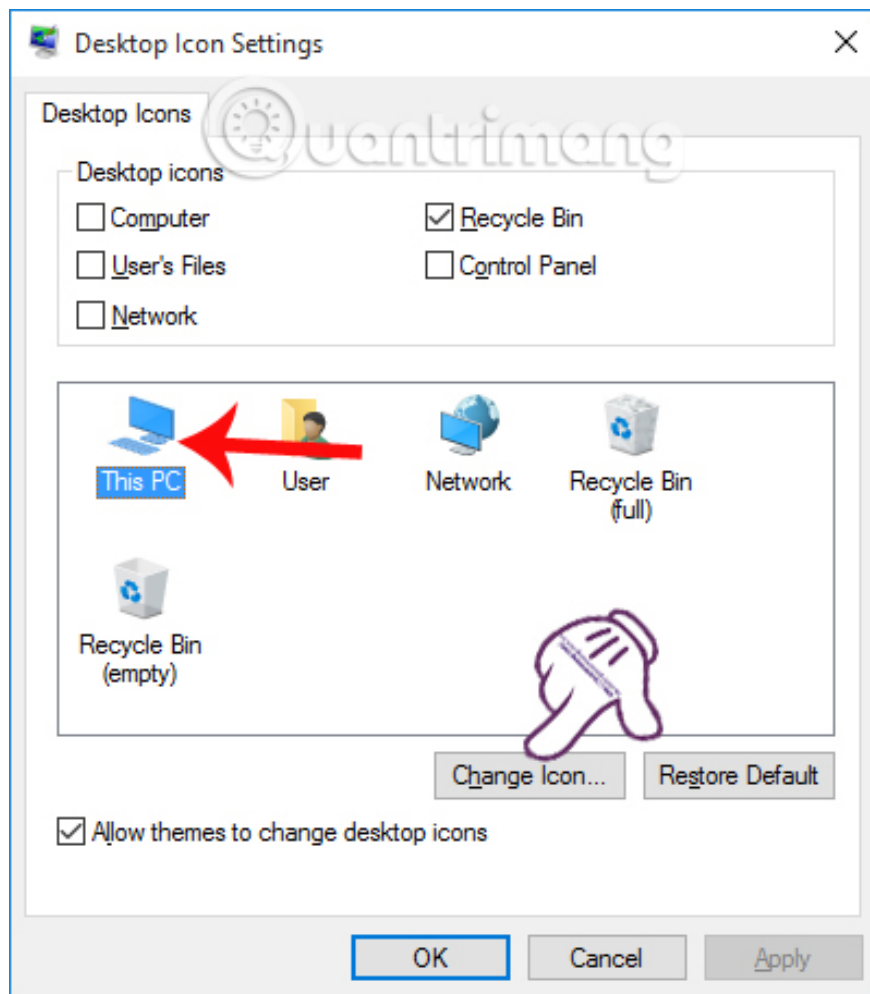 Desktop Icon Settings
Desktop Icons
Quantrimang
Desktop icons
Computer
Recycle Bin
User's Files
Control Panel
Network
This PC
User
Network
Recycle Bin
(full)
Recycle Bin
(empty)
Change Icon...
Restore Default
Allow themes to change desktop icons
OK
Cancel
Apply